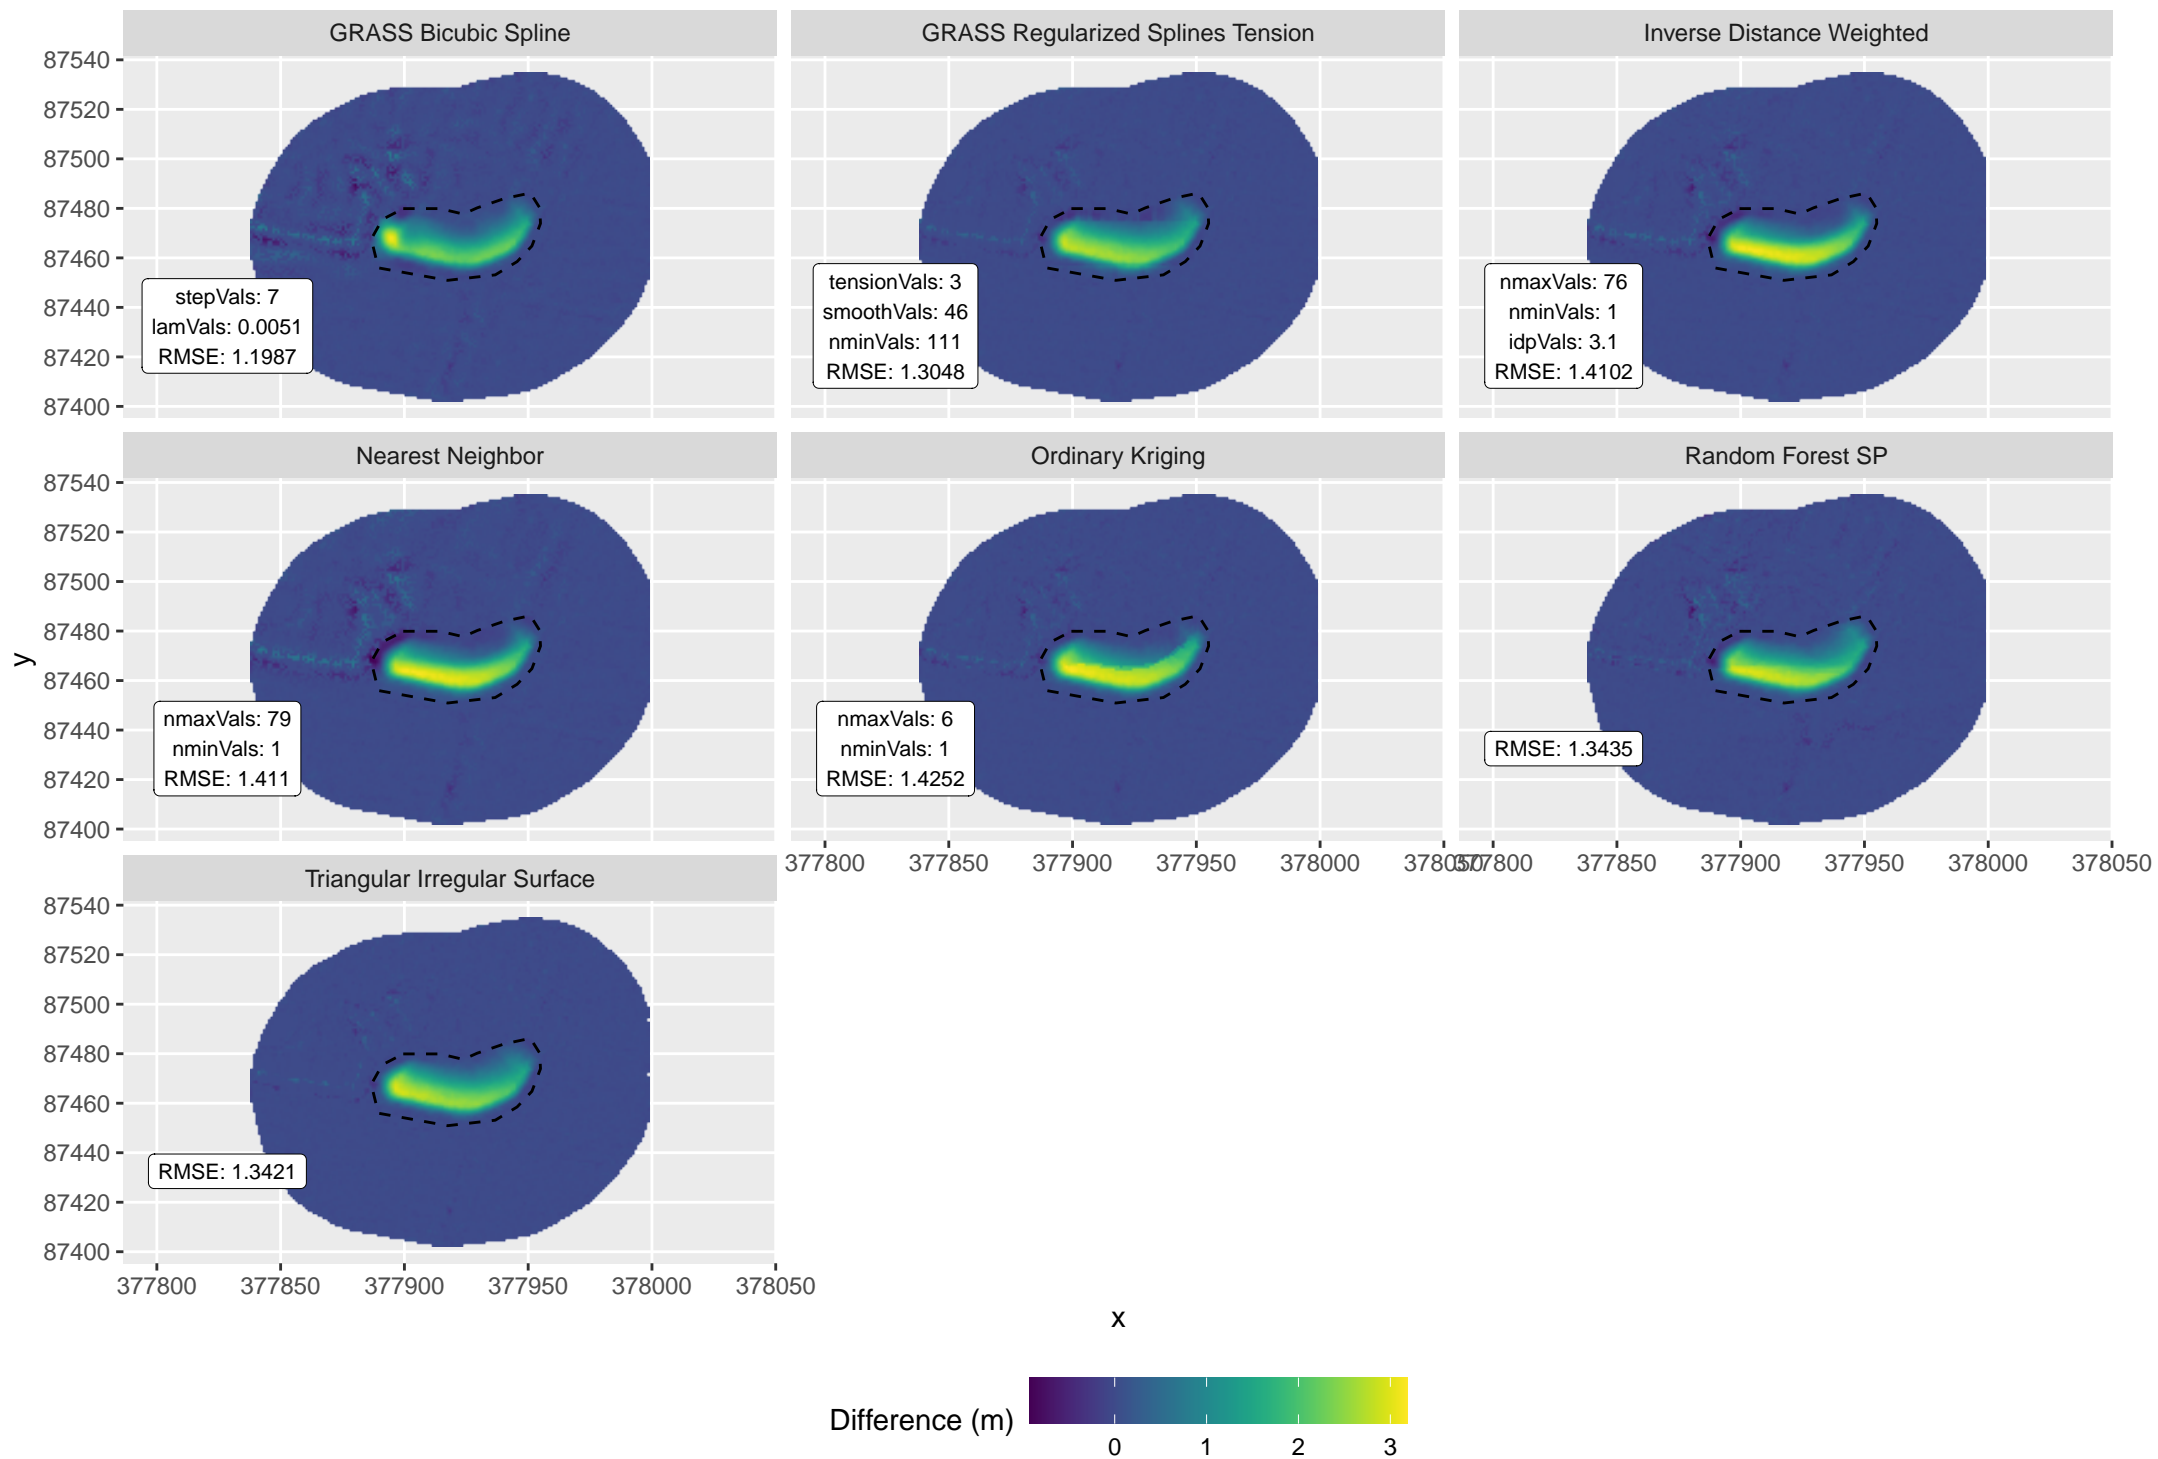 GRASS Bicubic Spline
GRASS Regularized Splines Tension
Inverse Distance Weighted
87540
87520
87500
87480
87460
87440
87420
87400
stepVals: 7
lamVals: 0.0051
RMSE: 1.1987
tensionVals: 3
smoothVals: 46
nminVals: 111
RMSE: 1.3048
nmaxVals: 76
nminVals: 1
idpVals: 3.1
RMSE: 1.4102
Nearest Neighbor
Ordinary Kriging
Random Forest SP
87540
87520
87500
87480
87460
87440
87420
87400
y
nmaxVals: 79
nminVals: 1
RMSE: 1.411
nmaxVals: 6
nminVals: 1
RMSE: 1.4252
RMSE: 1.3435
377800 377850 377900 377950 378000 378050
377800 377850 377900 377950 378000 378050
Triangular Irregular Surface
87540
87520
87500
87480
87460
87440
87420
87400
RMSE: 1.3421
377800 377850 377900 377950 378000 378050
x
Difference (m)
0 1 2 3